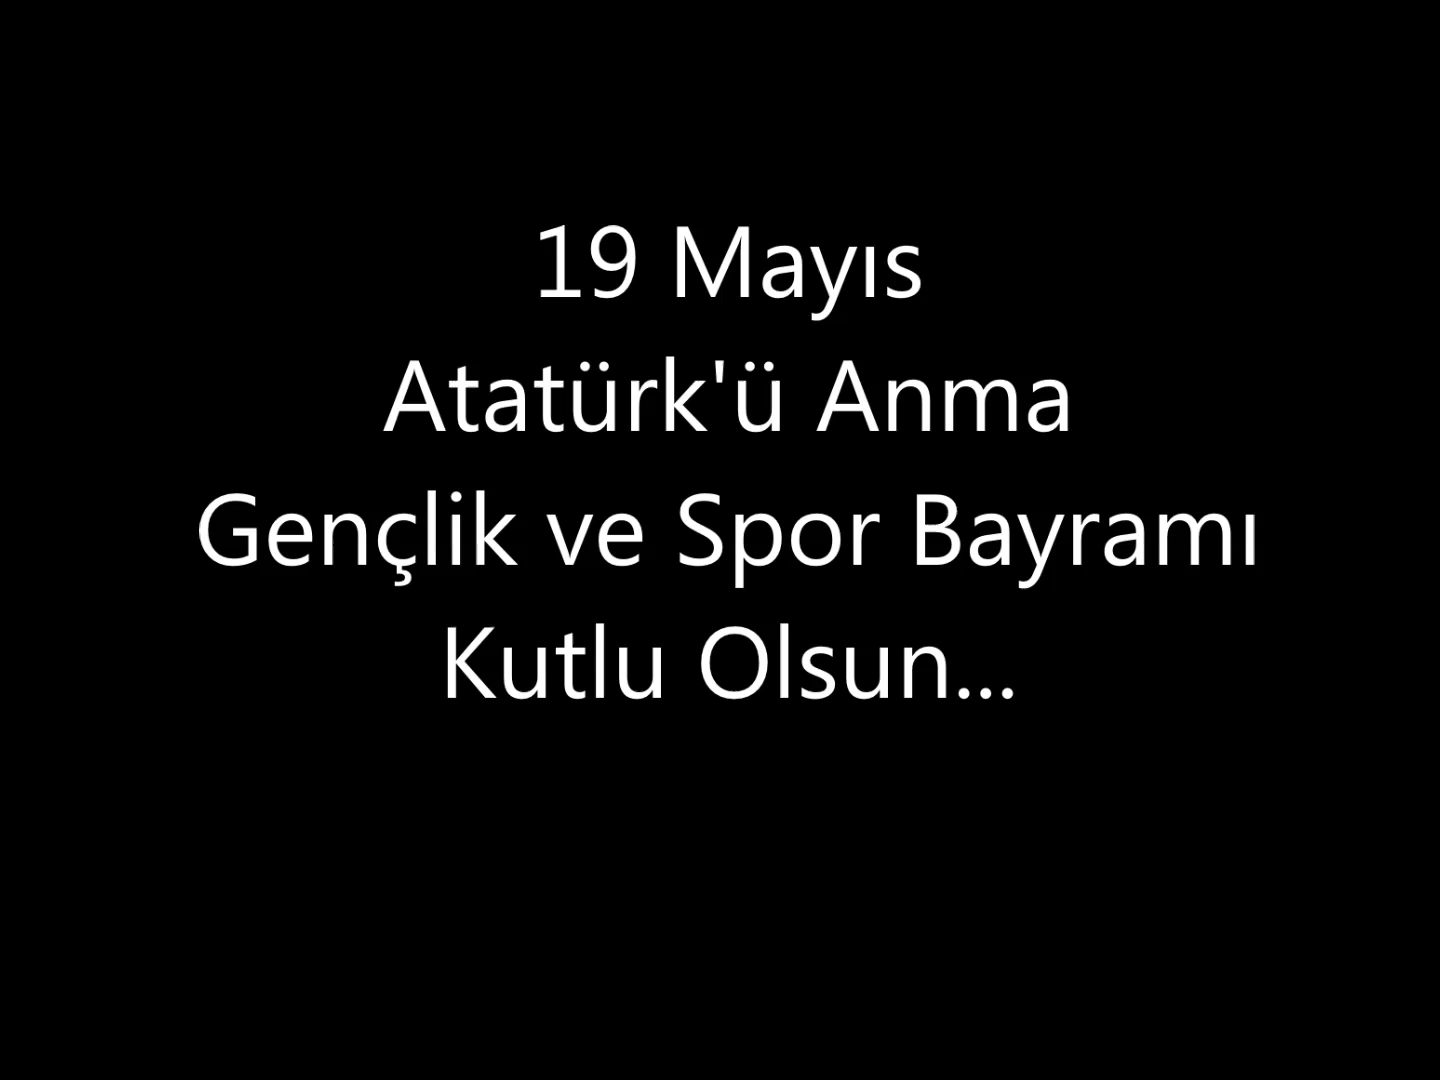 19 Mayıs
Atatürk'ü Anma
Gençlik ve Spor Bayramı
Kutlu Olsun...